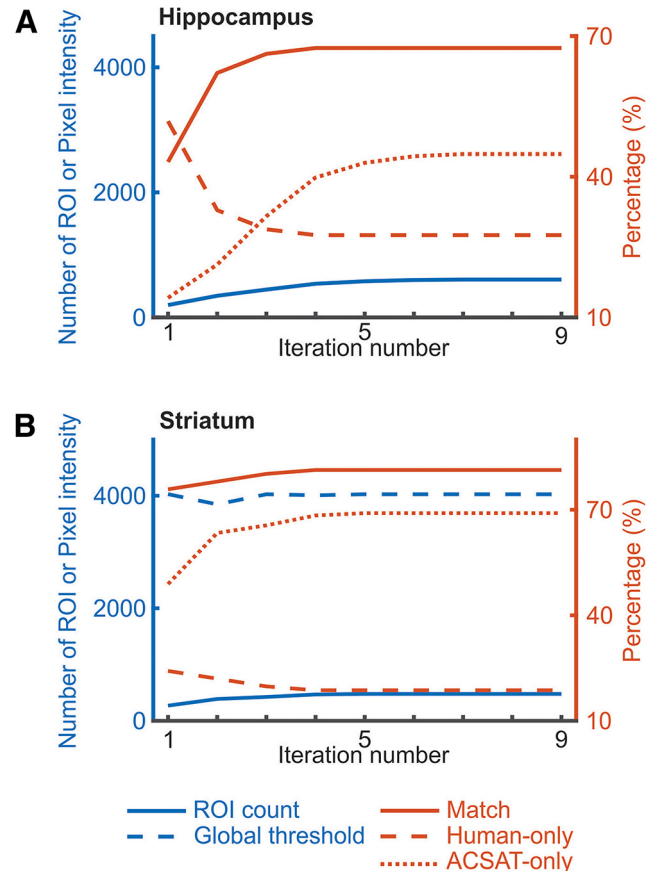 A
Hippocampus
Number of ROI or Pixel intensity
4000
2000
0
70
40
10
Percentage (%)
1
5
9
Iteration number
B
Striatum
Number of ROI or Pixel intensity
4000
2000
0
70
40
10
Percentage (%)
1
5
9
Iteration number
ROI count
Global threshold
Match
Human-only
ACSAT-only